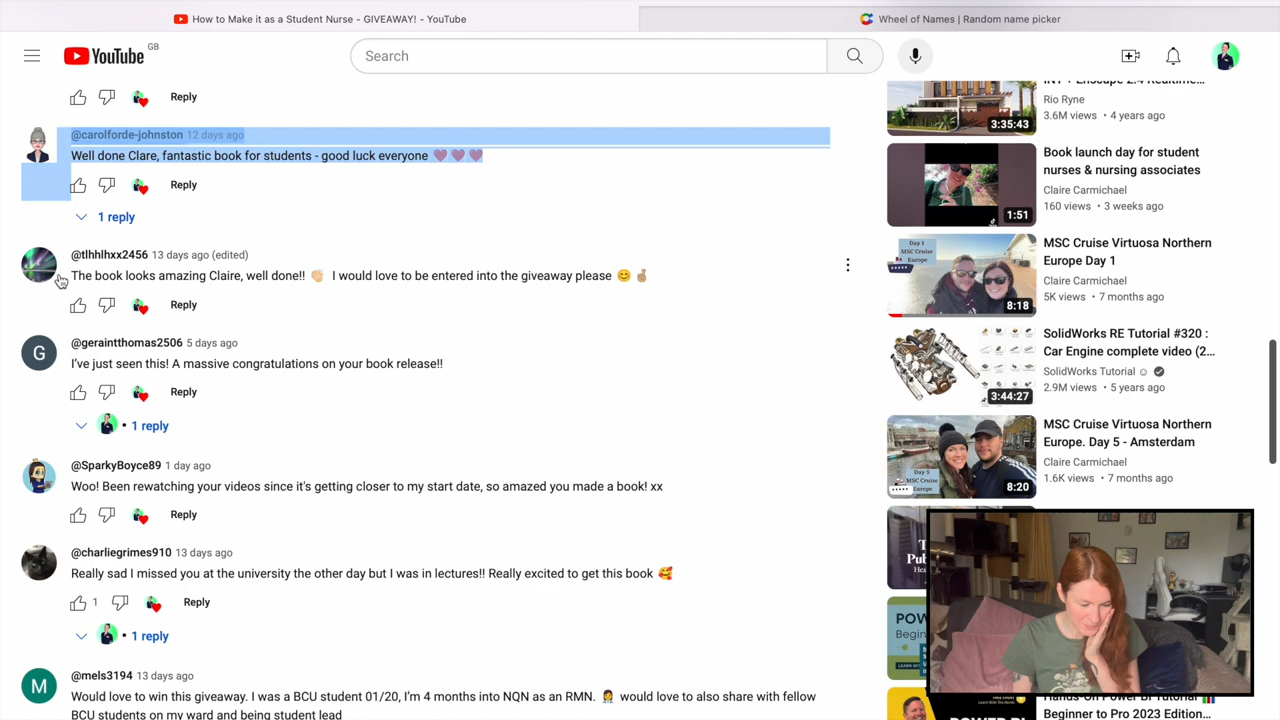 How to Make it as a Student Nurse - GIVEAWAY! - YouTube
Wheel of Names | Random name picker
YouTube GB
Search
Reply
@carolforde-johnston 12 days ago
Well done Clare, fantastic book for students - good luck everyone 💜 💜 💜
Reply
1 reply
@tlhhlhxx2456 13 days ago (edited)
The book looks amazing Claire, well done!! 👏🏼 I would love to be entered into the giveaway please 😊 🤞🏽
Reply
@geraintthomas2506 5 days ago
I've just seen this! A massive congratulations on your book release!!
Reply
• 1 reply
@SparkyBoyce89 1 day ago
Woo! Been rewatching your videos since it's getting closer to my start date, so amazed you made a book! xx
Reply
@charliegrimes910 13 days ago
Really sad I missed you at the university the other day but I was in lectures!! Really excited to get this book 🥰
1 Reply
• 1 reply
@mels3194 13 days ago
Would love to win this giveaway. I was a BCU student 01/20, I'm 4 months into NQN as an RMN. 👩‍⚕️ would love to also share with fellow
BCU students on my ward and being student lead
G
M
Rio Ryne
3.6M views • 4 years ago
3:35:43
Book launch day for student
nurses & nursing associates
Claire Carmichael
160 views • 3 weeks ago
1:51
Day 1
MSC Cruise
Europe
8:18
MSC Cruise Virtuosa Northern
Europe Day 1
Claire Carmichael
5K views • 7 months ago
SolidWorks RE Tutorial #320 :
Car Engine complete video (2...
SolidWorks Tutorial ☺
2.9M views • 5 years ago
3:44:27
Day 5
MSC Cruise
Europe
8:20
MSC Cruise Virtuosa Northern
Europe. Day 5 - Amsterdam
Claire Carmichael
1.6K views • 7 months ago
Beginner to Pro 2023 Edition...